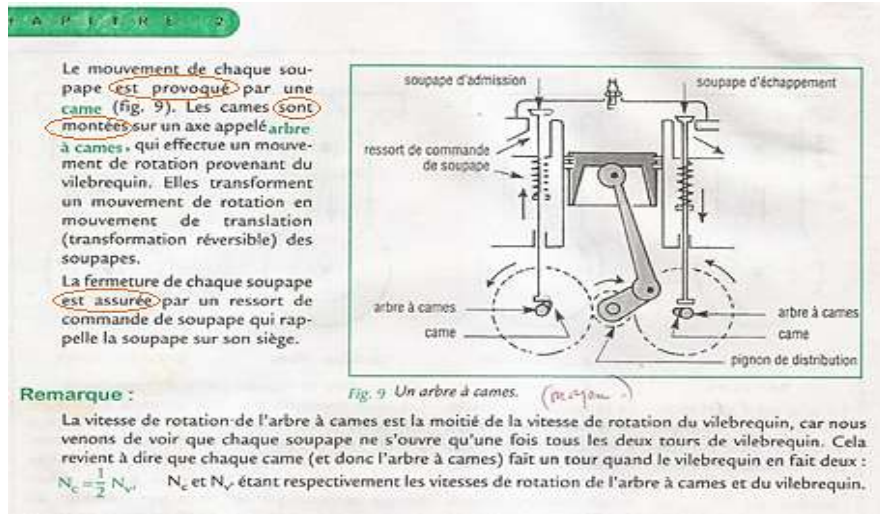 APITRE 2
Le mouvement de chaque sou-
pape est provoqué par une
came (fig. 9). Les cames sont
montées sur un axe appelé arbre
à cames, qui effectue un mouve-
ment de rotation provenant du
vilebrequin. Elles transforment
un mouvement de rotation en
mouvement de translation
(transformation réversible) des
soupapes.
La fermeture de chaque soupape
est assurée par un ressort de
commande de soupape qui rap-
pelle la soupape sur son siège.
soupape d'admission
soupape d'échappement
ressort de commande
de soupape
arbre à cames
came
arbre à cames
came
pignon de distribution
Fig. 9 Un arbre à cames.
Remarque :
La vitesse de rotation de l'arbre à cames est la moitié de la vitesse de rotation du vilebrequin, car nous
venons de voir que chaque soupape ne s'ouvre qu'une fois tous les deux tours de vilebrequin. Cela
revient à dire que chaque came (et donc l'arbre à cames) fait un tour quand le vilebrequin en fait deux :
Nc = 1/2 Nv, Nc et Nv étant respectivement les vitesses de rotation de l'arbre à cames et du vilebrequin.